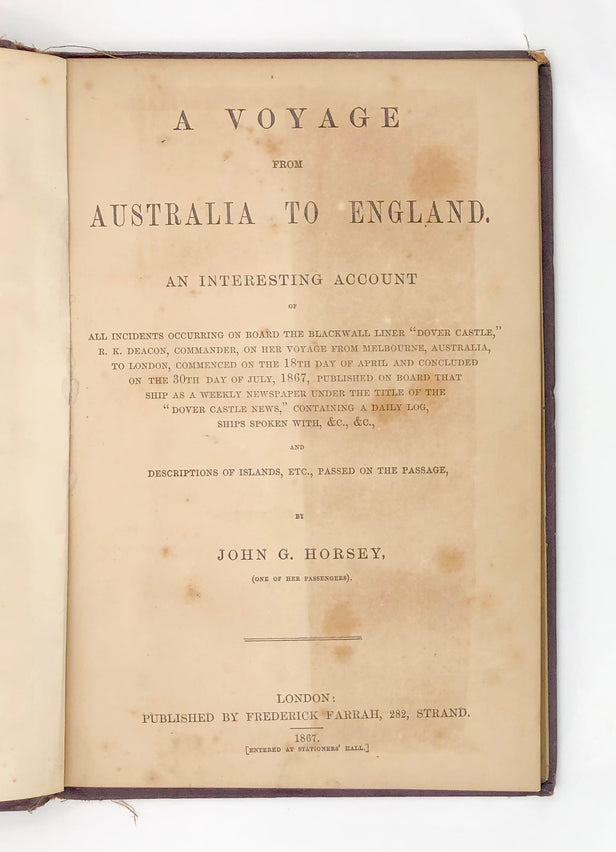 A VOYAGE
FROM
AUSTRALIA TO ENGLAND.
AN INTERESTING ACCOUNT
OF
ALL INCIDENTS OCCURRING ON BOARD THE BLACKWALL LINER "DOVER CASTLE,"
R. K. DEACON, COMMANDER, ON HER VOYAGE FROM MELBOURNE, AUSTRALIA,
TO LONDON, COMMENCED ON THE 18TH DAY OF APRIL AND CONCLUDED
ON THE 30TH DAY OF JULY, 1867, PUBLISHED ON BOARD THAT
SHIP AS A WEEKLY NEWSPAPER UNDER THE TITLE OF THE
"DOVER CASTLE NEWS," CONTAINING A DAILY LOG,
SHIPS SPOKEN WITH, &C., &C.,
AND
DESCRIPTIONS OF ISLANDS, ETC., PASSED ON THE PASSAGE,
BY
JOHN G. HORSEY,
(ONE OF HER PASSENGERS).
LONDON:
PUBLISHED BY FREDERICK FARRAH, 282, STRAND.
1867.
[ENTERED AT STATIONERS' HALL.]